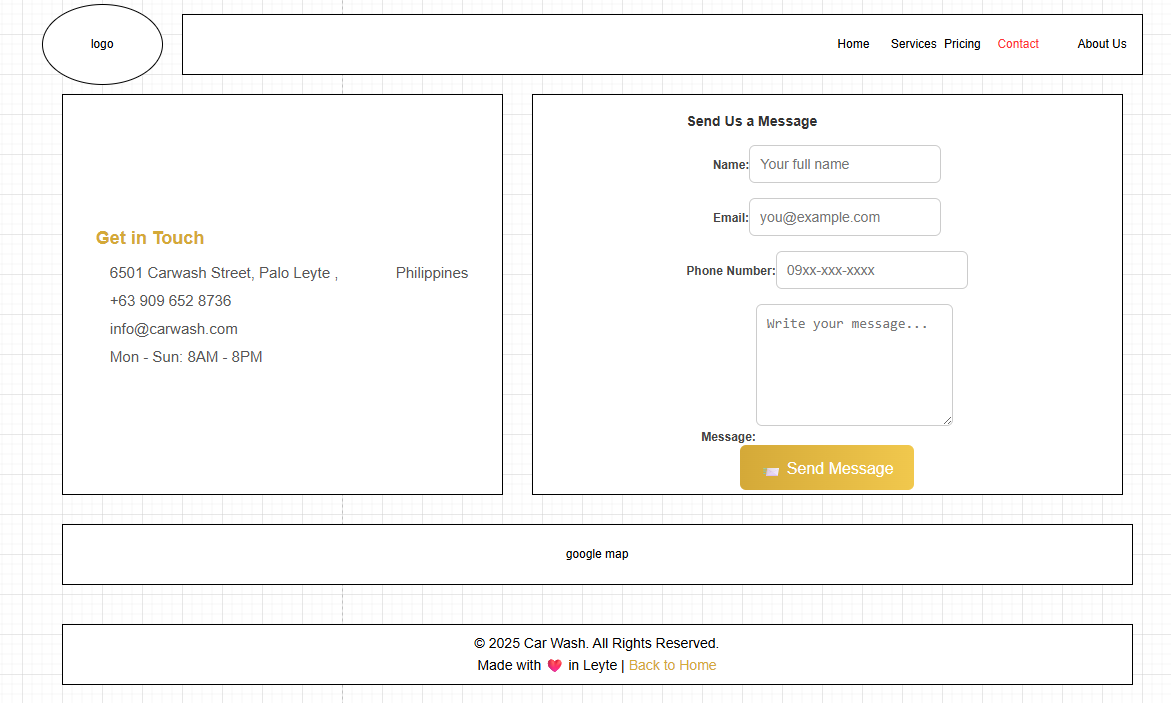 logo
Home Services Pricing Contact About Us
Get in Touch
6501 Carwash Street, Palo Leyte , Philippines
+63 909 652 8736
info@carwash.com
Mon - Sun: 8AM - 8PM
Send Us a Message
Name: Your full name
Email: you@example.com
Phone Number: 09xx-xxx-xxxx
Write your message...
Message:
Send Message
google map
© 2025 Car Wash. All Rights Reserved.
Made with 💖 in Leyte | Back to Home